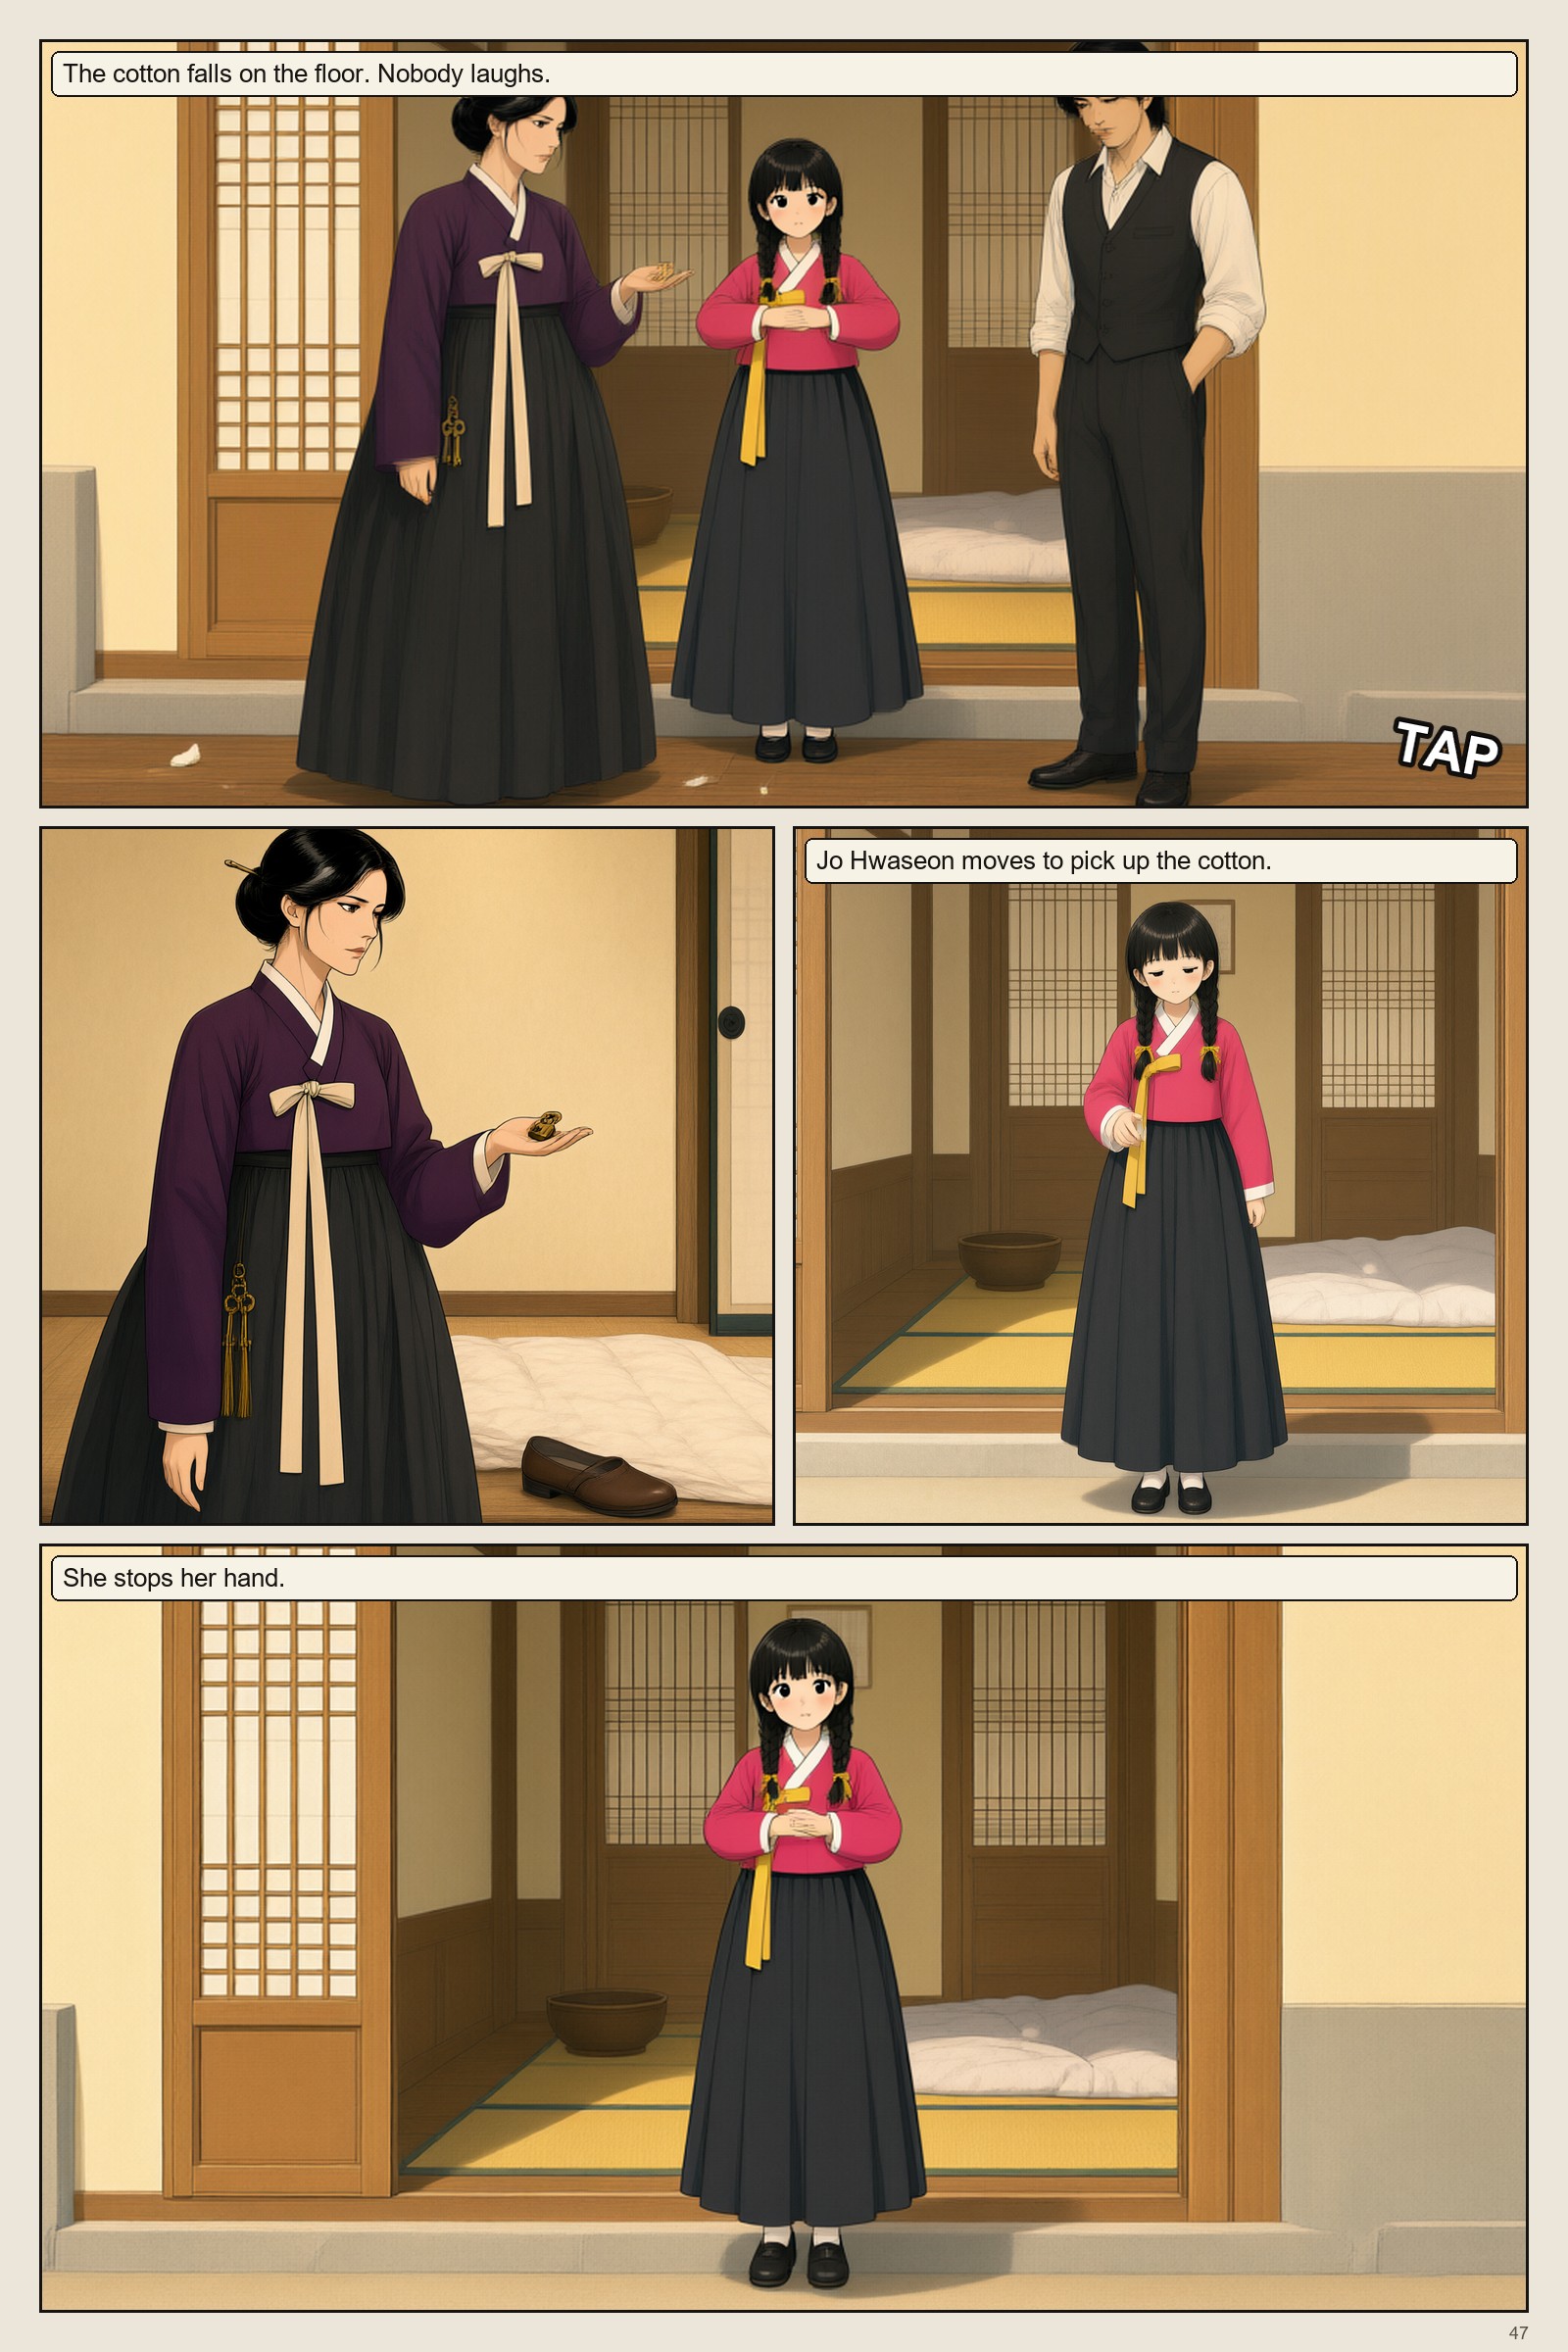 The cotton falls on the floor. Nobody laughs.
TAP
Jo Hwaseon moves to pick up the cotton.
She stops her hand.
47